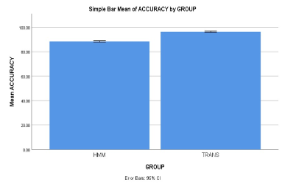 Simple Bar Mean of ACCURACY by GROUP
Mean ACCURACY
100.00
80.00
60.00
40.00
20.00
0.00
HMM
TRANS
GROUP
Error Bars: 95% CI